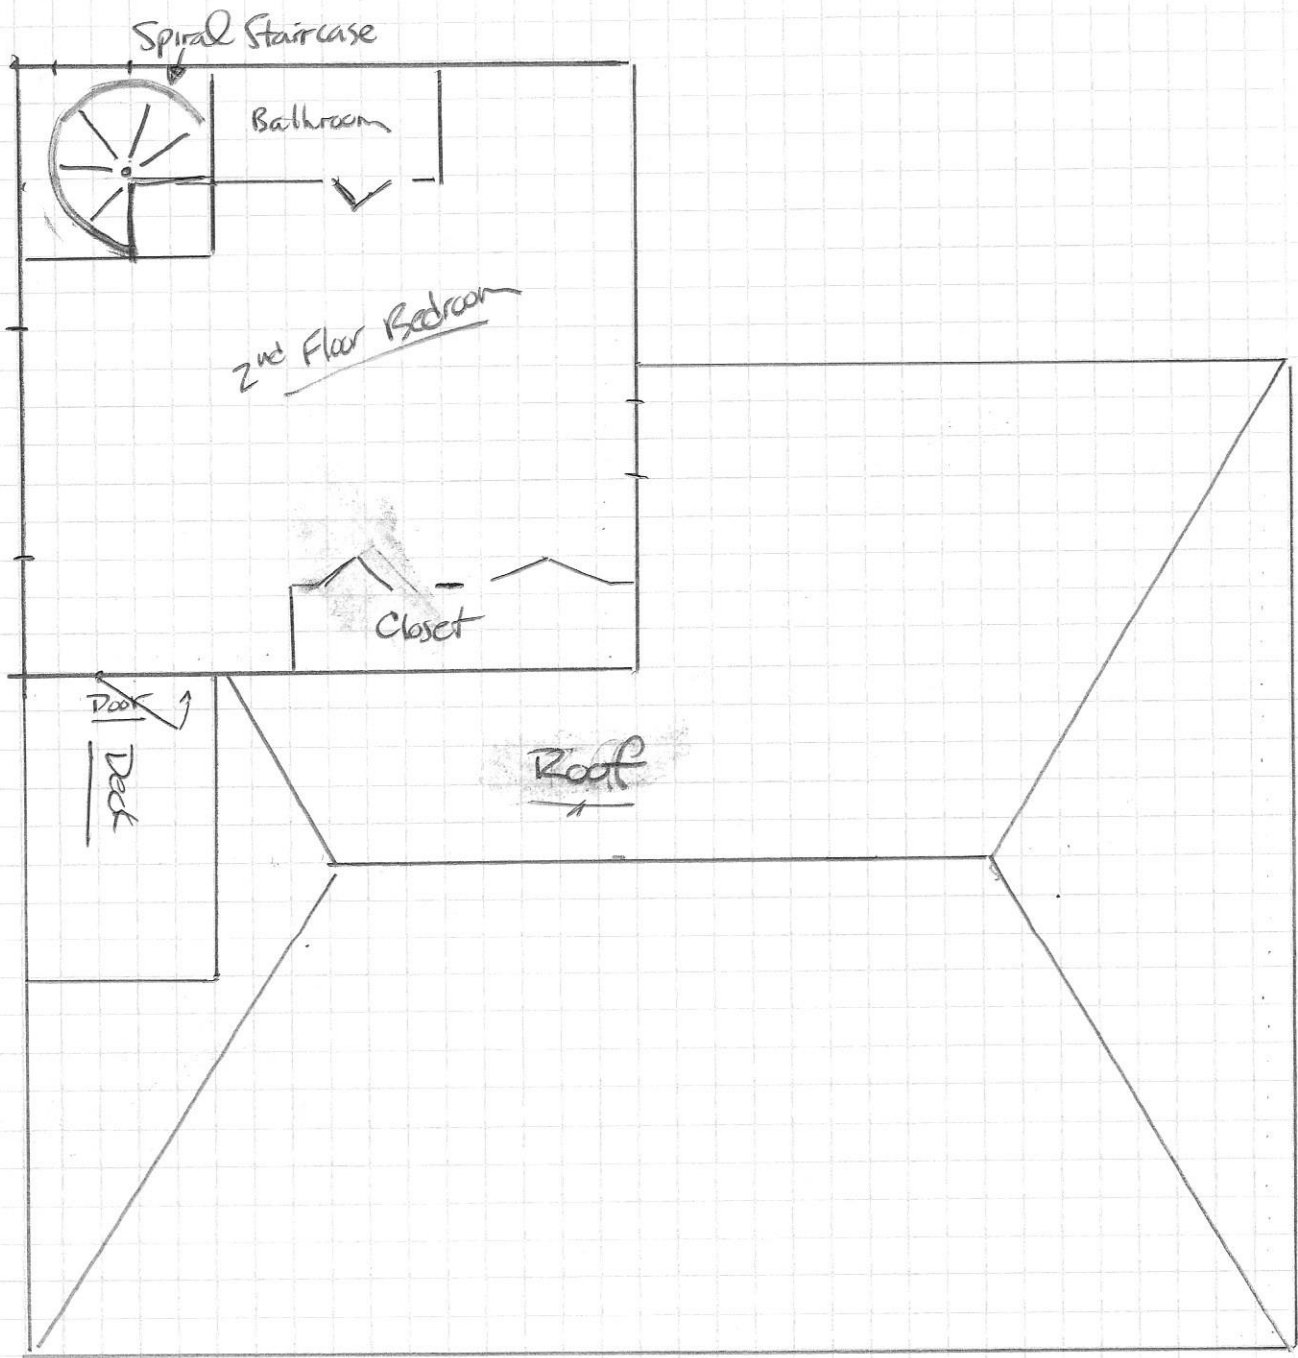 Spiral Staircase
Bathroom
2nd Floor Bedroom
Closet
Door
Deck
Roof